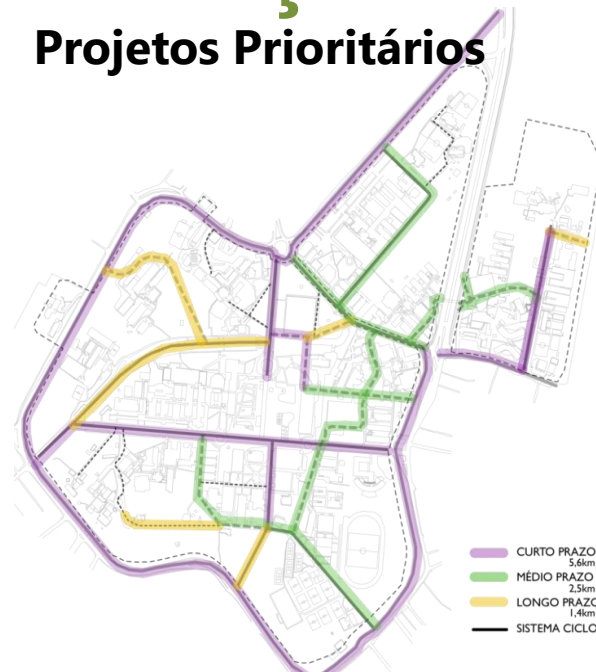 Projetos Prioritários
CURTO PRAZO
5,6km
MÉDIO PRAZO
2,5km
LONGO PRAZO
1,4km
SISTEMA CICLO